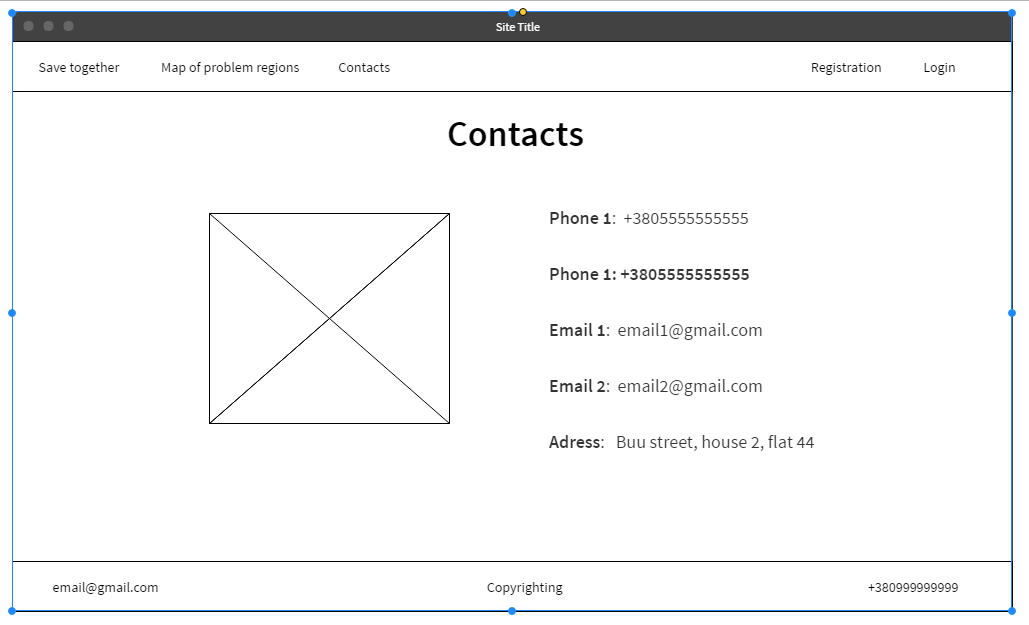 Site Title
Save together Map of problem regions Contacts Registration Login
Contacts
Phone 1: +3805555555555
Phone 1: +3805555555555
Email 1: email1@gmail.com
Email 2: email2@gmail.com
Adress: Buu street, house 2, flat 44
email@gmail.com Copyrighting +380999999999